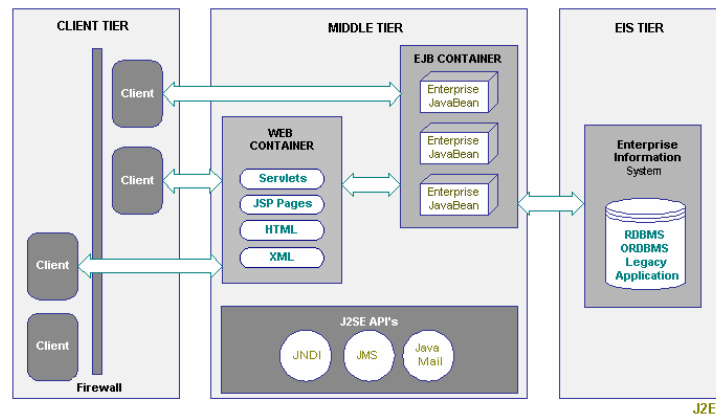 CLIENT TIER
Client
Client
Client
Client
Firewall
MIDDLE TIER
EJB CONTAINER
Enterprise
JavaBean
Enterprise
JavaBean
Enterprise
JavaBean
WEB
CONTAINER
Servlets
JSP Pages
HTML
XML
J2SE API's
JNDI
JMS
Java
Mail
EIS TIER
Enterprise
Information
System
RDBMS
ORDBMS
Legacy
Application
J2E